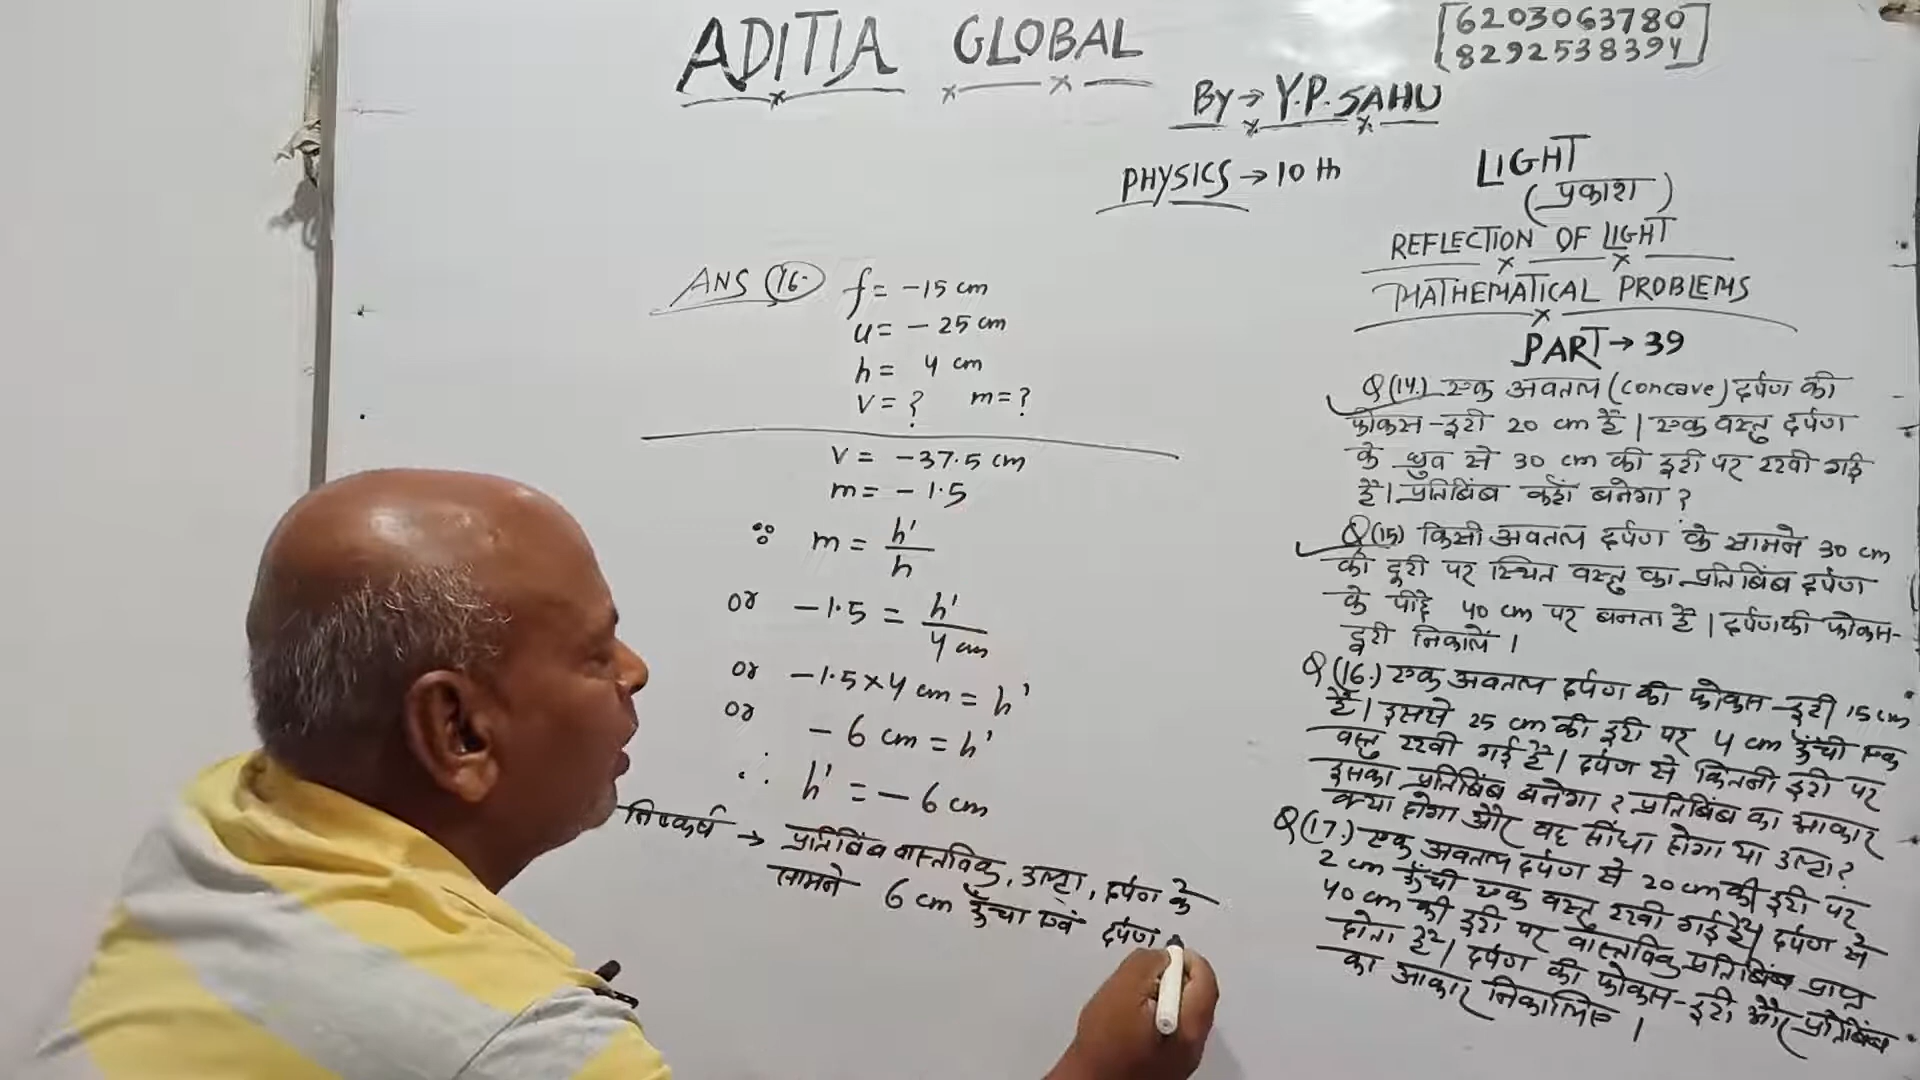 ADITIA GLOBAL
[6203063780
8292538394]
By → Y.P. SAHU
PHYSICS → 10 th
LIGHT
(प्रकाश)
REFLECTION OF LIGHT
MATHEMATICAL PROBLEMS
PART → 39
ANS 16. f = -15 cm
u = - 25 cm
h = 4 cm
v = ? m = ?
v = -37.5 cm
m = -1.5
∵ m = h'/h
or -1.5 = h'/4 cm
or -1.5×4 cm = h'
or - 6 cm = h'
∴ h' = - 6 cm
निष्कर्ष → प्रतिबिंब वास्तविक, उल्टा, दर्पण के
सामने 6 cm ऊँचा एवं दर्पण
Q (14.) एक अवतल (concave) दर्पण की
फोकस-दूरी 20 cm है। एक वस्तु दर्पण
के ध्रुव से 30 cm की दूरी पर रखी गई
है। प्रतिबिंब कहाँ बनेगा ?
Q (15) किसी अवतल दर्पण के सामने 30 cm
की दूरी पर स्थित वस्तु का प्रतिबिंब दर्पण
के पीछे 40 cm पर बनता है। दर्पण की फोकस-
दूरी निकालें।
Q (16.) एक अवतल दर्पण की फोकस-दूरी 15 cm
है। इससे 25 cm की दूरी पर 4 cm ऊँची एक
वस्तु रखी गई है। दर्पण से कितनी दूरी पर
इसका प्रतिबिंब बनेगा ? प्रतिबिंब का आकार
क्या होगा और वह सीधा होगा या उल्टा ?
Q (17.) एक अवतल दर्पण से 20 cm की दूरी पर
2 cm ऊँची एक वस्तु रखी गई है। दर्पण से
40 cm की दूरी पर वास्तविक प्रतिबिंब प्राप्त
होता है। दर्पण की फोकस-दूरी और प्रतिबिंब
का आकार निकालिए।